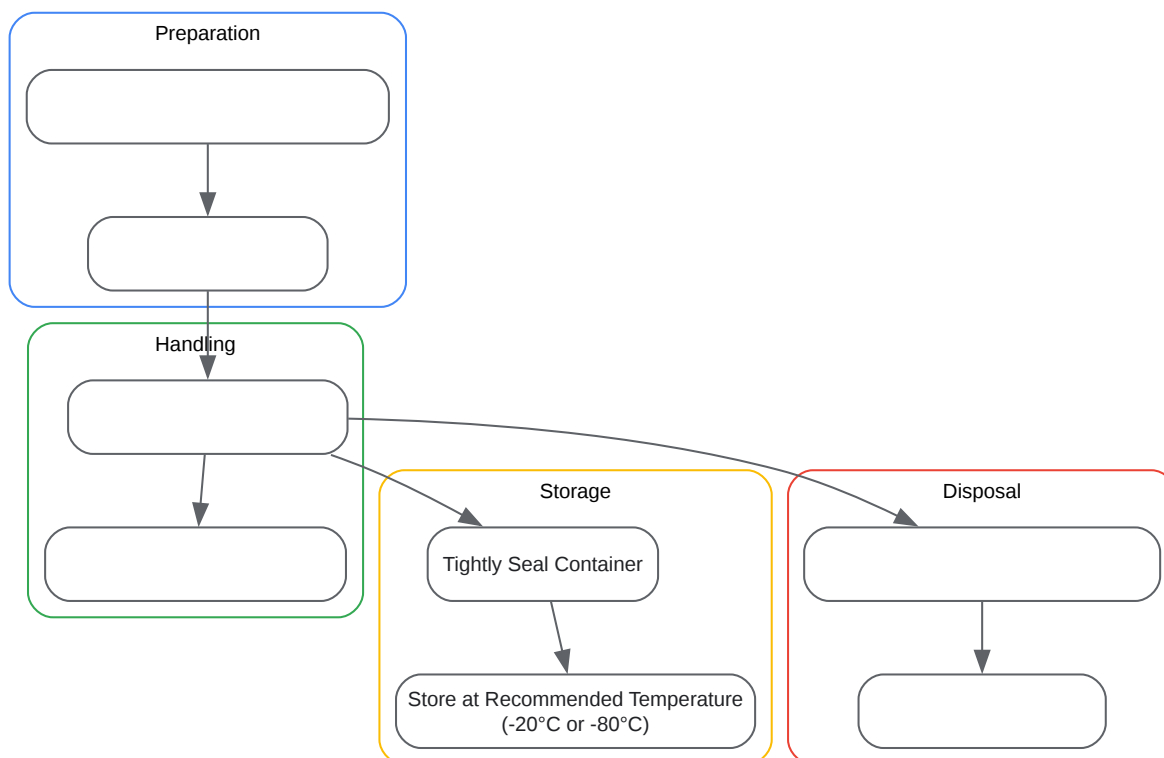 Preparation
Handling
Storage
Disposal
Tightly Seal Container
Store at Recommended Temperature
(-20°C or -80°C)